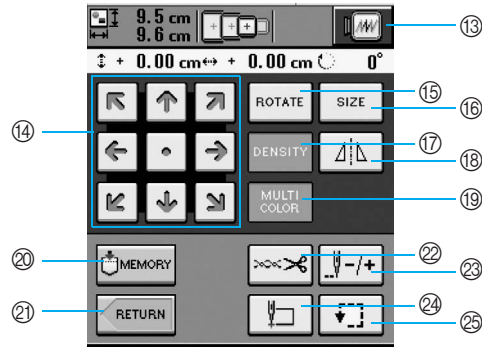 9.5 cm
9.6 cm
⑬
+ 0.00 cm + 0.00 cm 0°
⑭
ROTATE
⑮
SIZE
⑯
DENSITY
⑰
⑱
MULTI
COLOR
⑲
⑳ MEMORY
㉒
-/+
㉓
㉑ RETURN
㉔
㉕